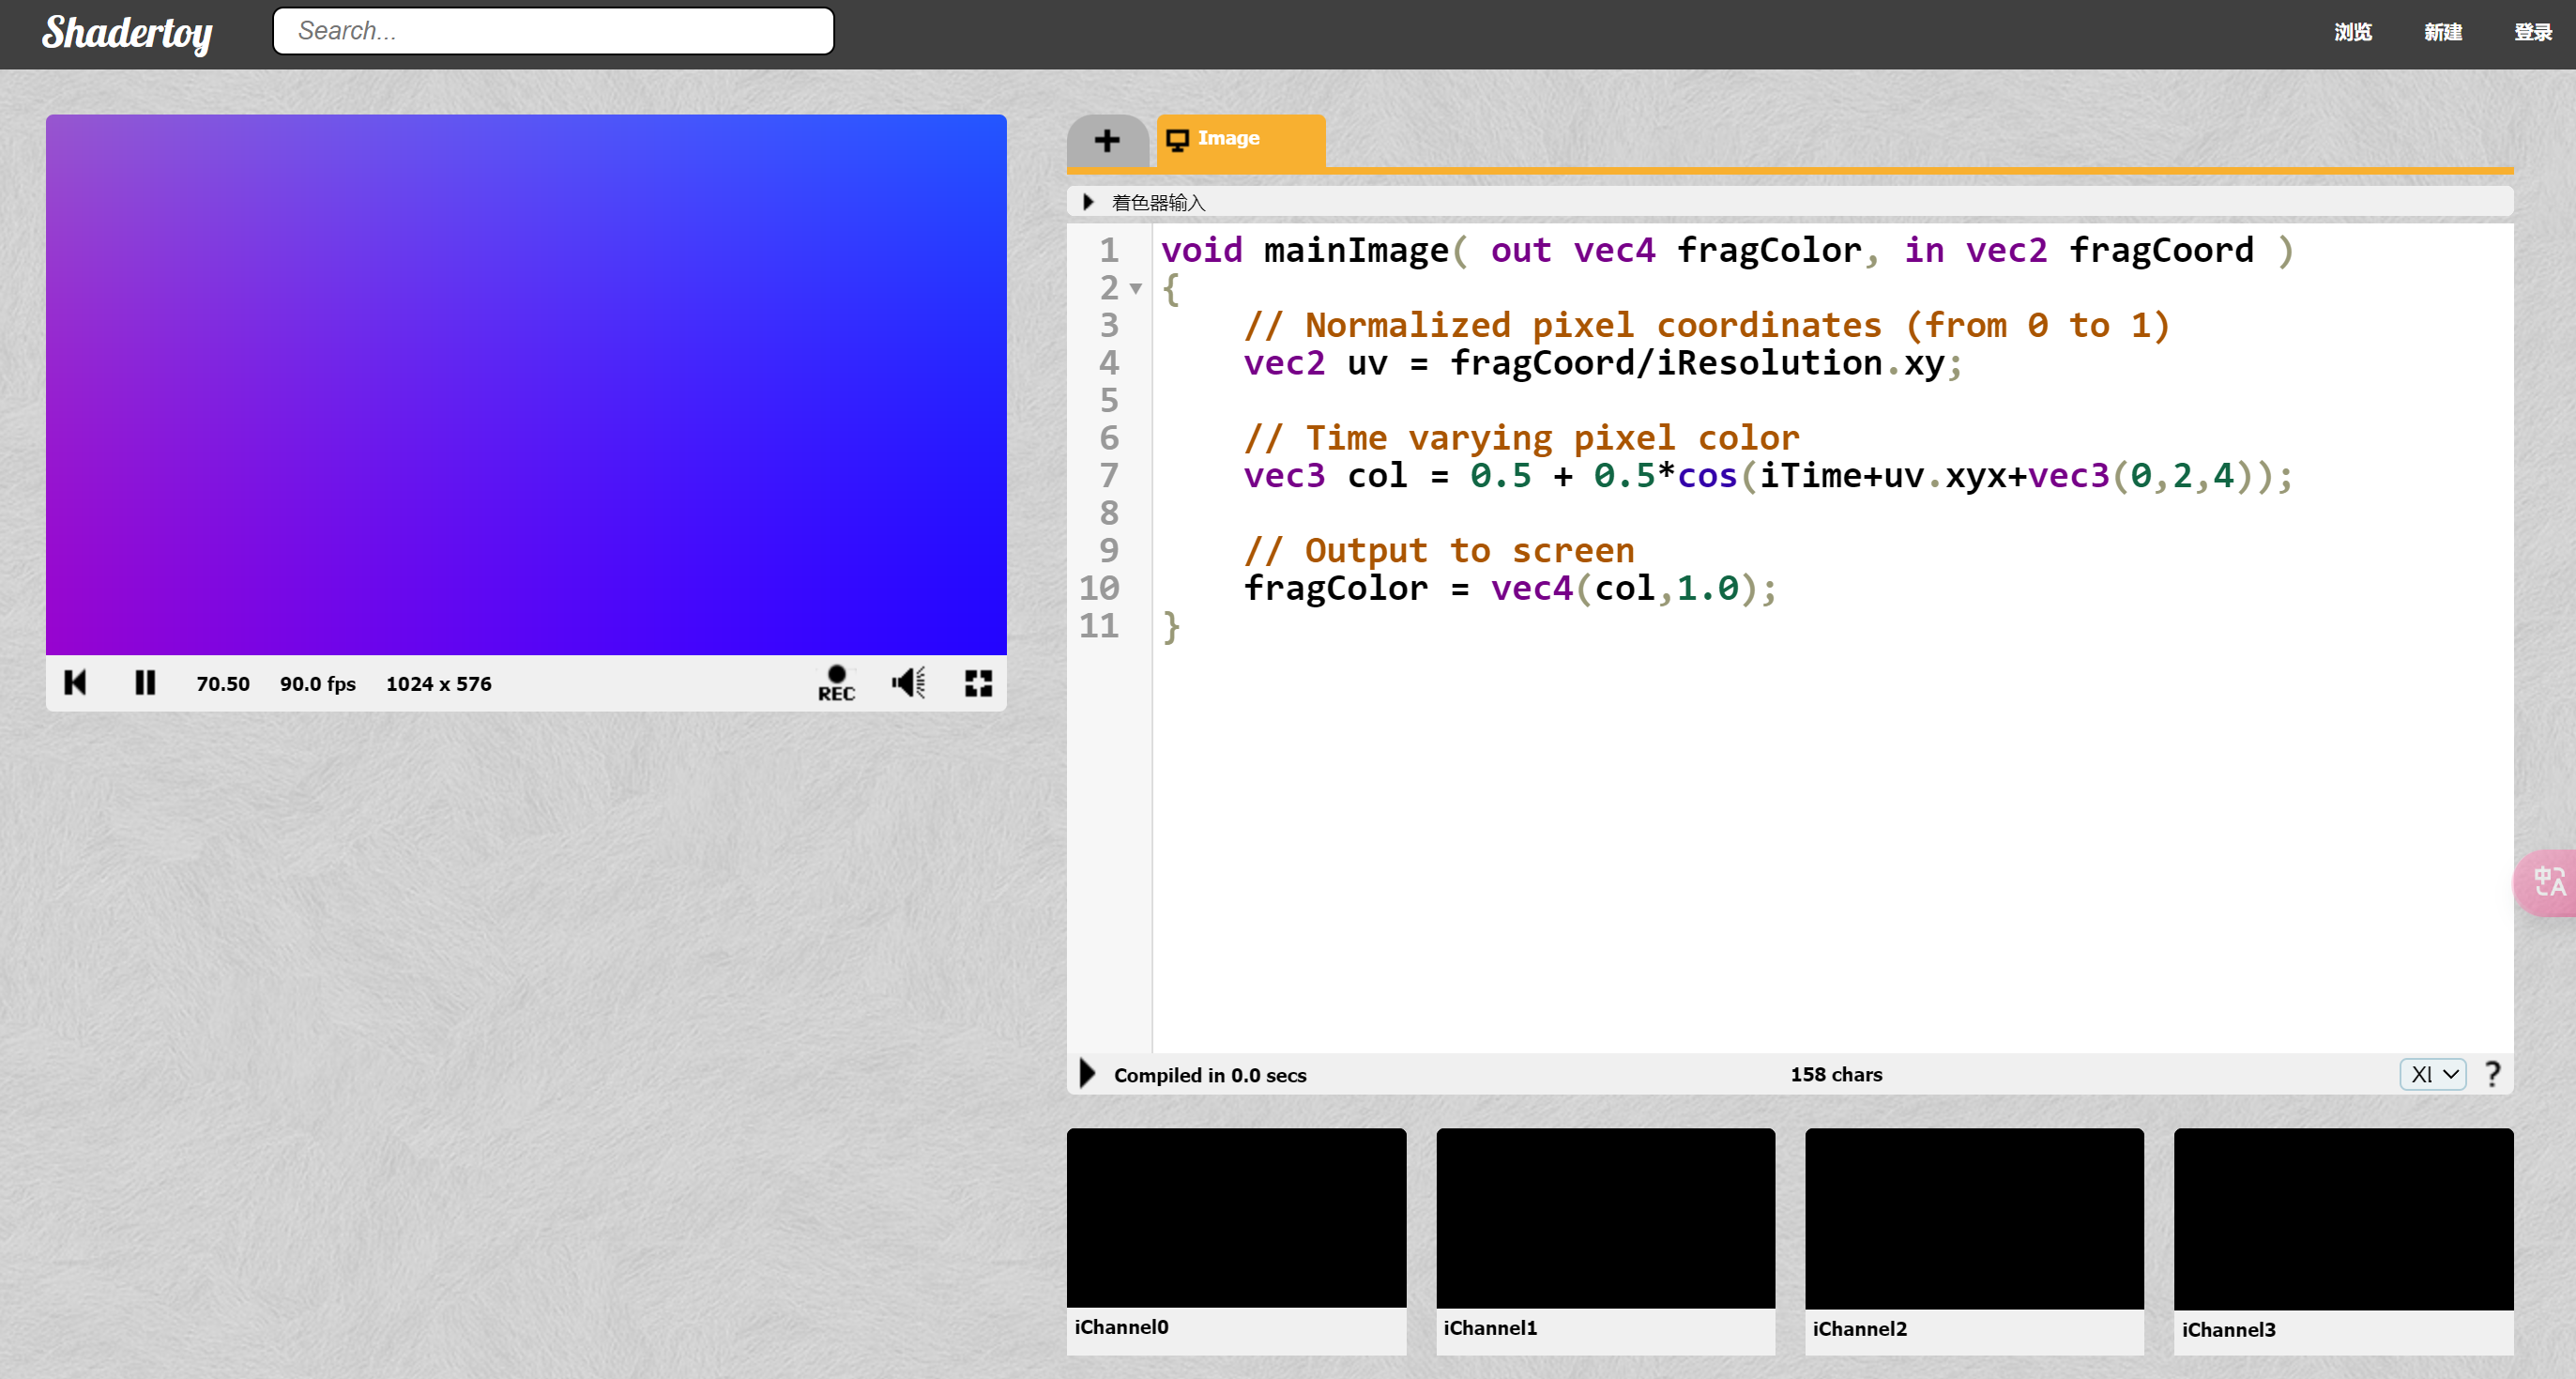 Shadertoy
Search...
浏览
新建
登录
Image
着色器输入
1 void mainImage( out vec4 fragColor, in vec2 fragCoord )
2 {
3     // Normalized pixel coordinates (from 0 to 1)
4     vec2 uv = fragCoord/iResolution.xy;
5
6     // Time varying pixel color
7     vec3 col = 0.5 + 0.5*cos(iTime+uv.xyx+vec3(0,2,4));
8
9     // Output to screen
10     fragColor = vec4(col,1.0);
11 }
70.50 90.0 fps 1024 x 576
REC
Compiled in 0.0 secs
158 chars
XL
?
中A
iChannel0
iChannel1
iChannel2
iChannel3